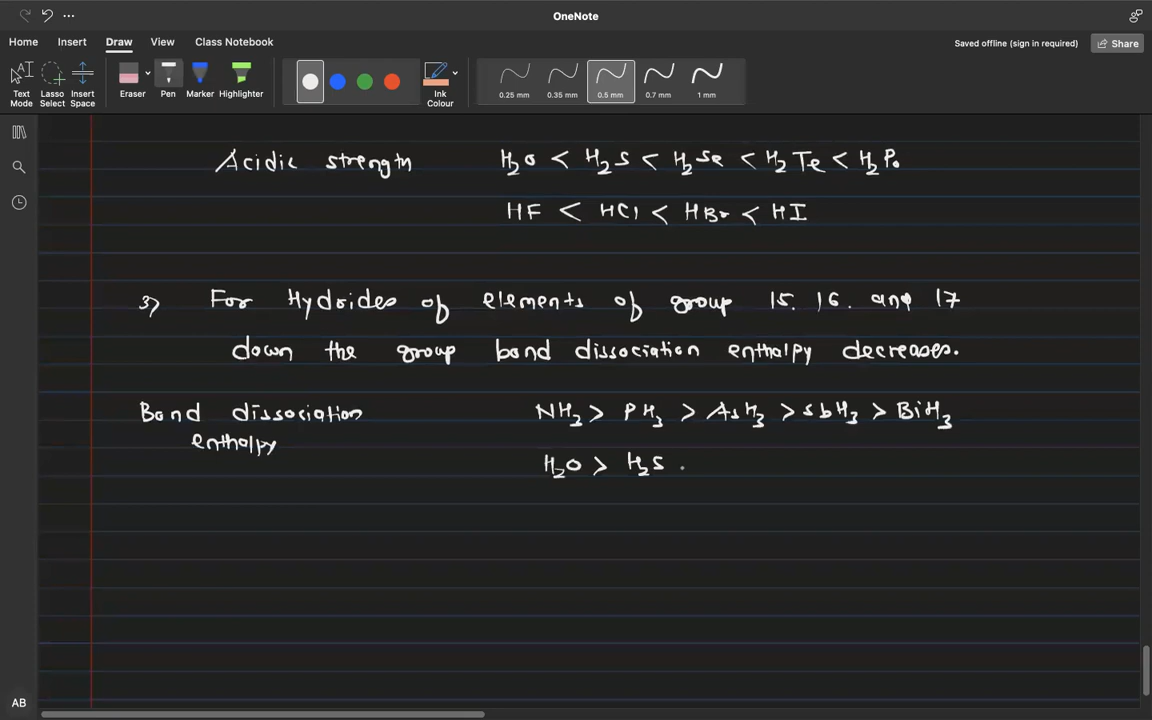 OneNote
Home Insert Draw View Class Notebook
Saved offline (sign in required) Share
Text Mode Lasso Select Insert Space Eraser Pen Marker Highlighter Ink Colour 0.25 mm 0.35 mm 0.5 mm 0.7 mm 1 mm
Acidic strength H₂O < H₂S < H₂Se < H₂Te < H₂Po
HF < HCl < HBr < HI
3) For Hydrides of elements of group 15. 16. and 17
down the group bond dissociation enthalpy decreases.
Bond dissociation enthalpy NH₂ > PH₃ > AsH₃ > SbH₃ > BiH₃
H₂O > H₂S
AB